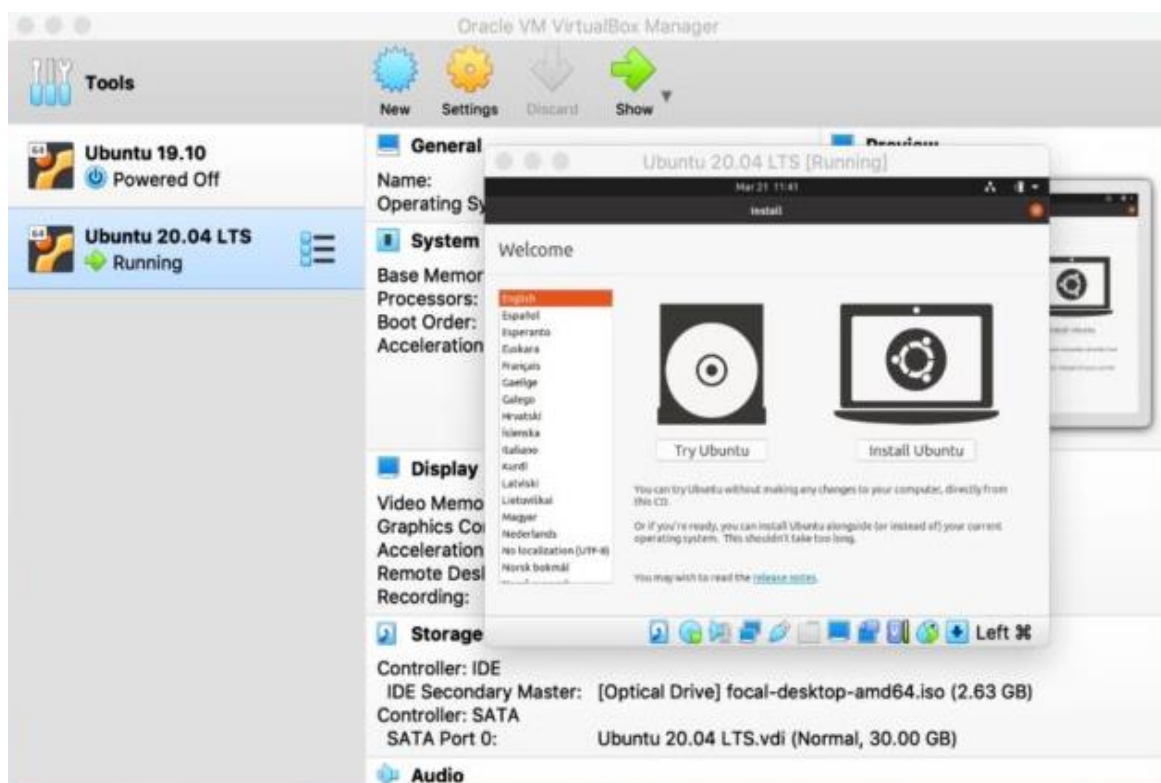 Oracle VM VirtualBox Manager
Tools
New
Settings
Discard
Show
64
Ubuntu 19.10
Powered Off
64
Ubuntu 20.04 LTS
Running
General
Preview
Name:
Operating Sy
System
Base Memor
Processors:
Boot Order:
Acceleration
Display
Video Memo
Graphics Co
Acceleration
Remote Desl
Recording:
Storage
Controller: IDE
IDE Secondary Master: [Optical Drive] focal-desktop-amd64.iso (2.63 GB)
Controller: SATA
SATA Port 0: Ubuntu 20.04 LTS.vdi (Normal, 30.00 GB)
Audio
Ubuntu 20.04 LTS [Running]
Mar 21 11:41
Install
Welcome
English
Español
Esperanto
Euskara
Français
Gaeilge
Galego
Hrvatski
Íslenska
Italiano
Kurdî
Latviski
Lietuviškai
Magyar
Nederlands
No localization (UTF-8)
Norsk bokmål
Try Ubuntu
Install Ubuntu
You can try Ubuntu without making any changes to your computer, directly from
this CD.
Or if you're ready, you can install Ubuntu alongside (or instead of) your current
operating system. This shouldn't take too long.
You may wish to read the release notes.
Left ⌘